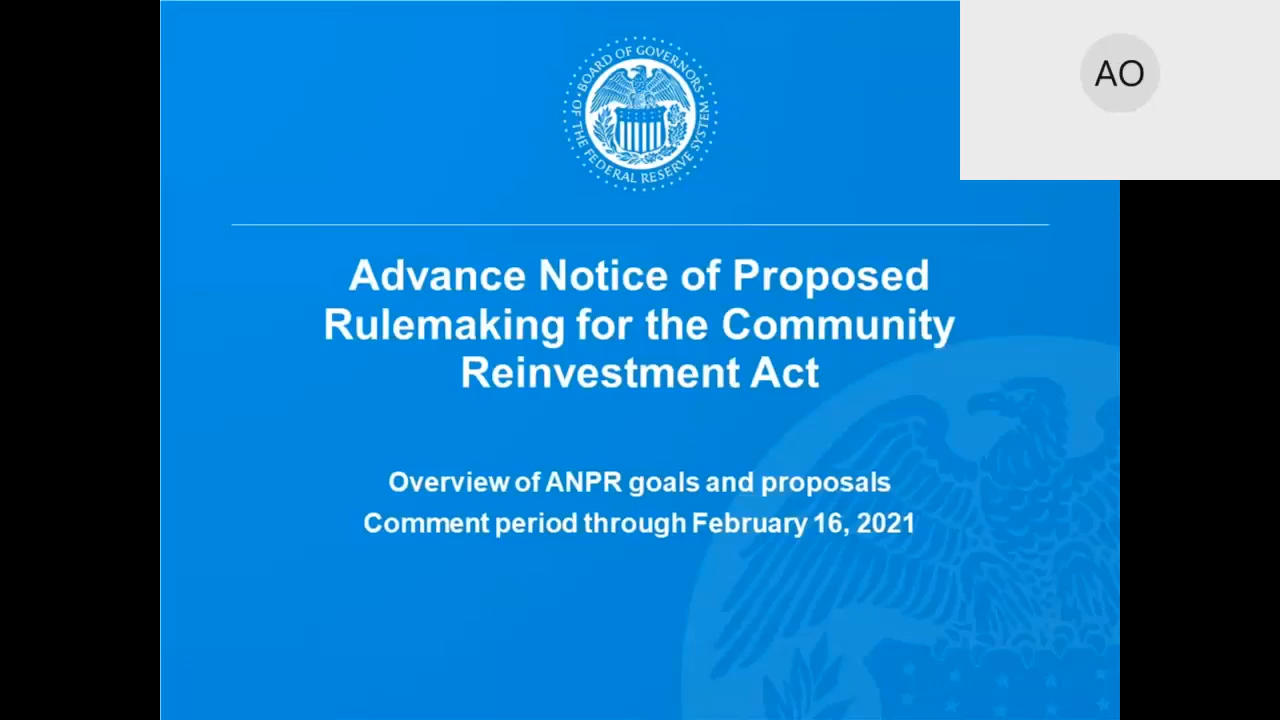 BOARD OF GOVERNORS
OF THE FEDERAL RESERVE SYSTEM
AO
Advance Notice of Proposed
Rulemaking for the Community
Reinvestment Act
Overview of ANPR goals and proposals
Comment period through February 16, 2021